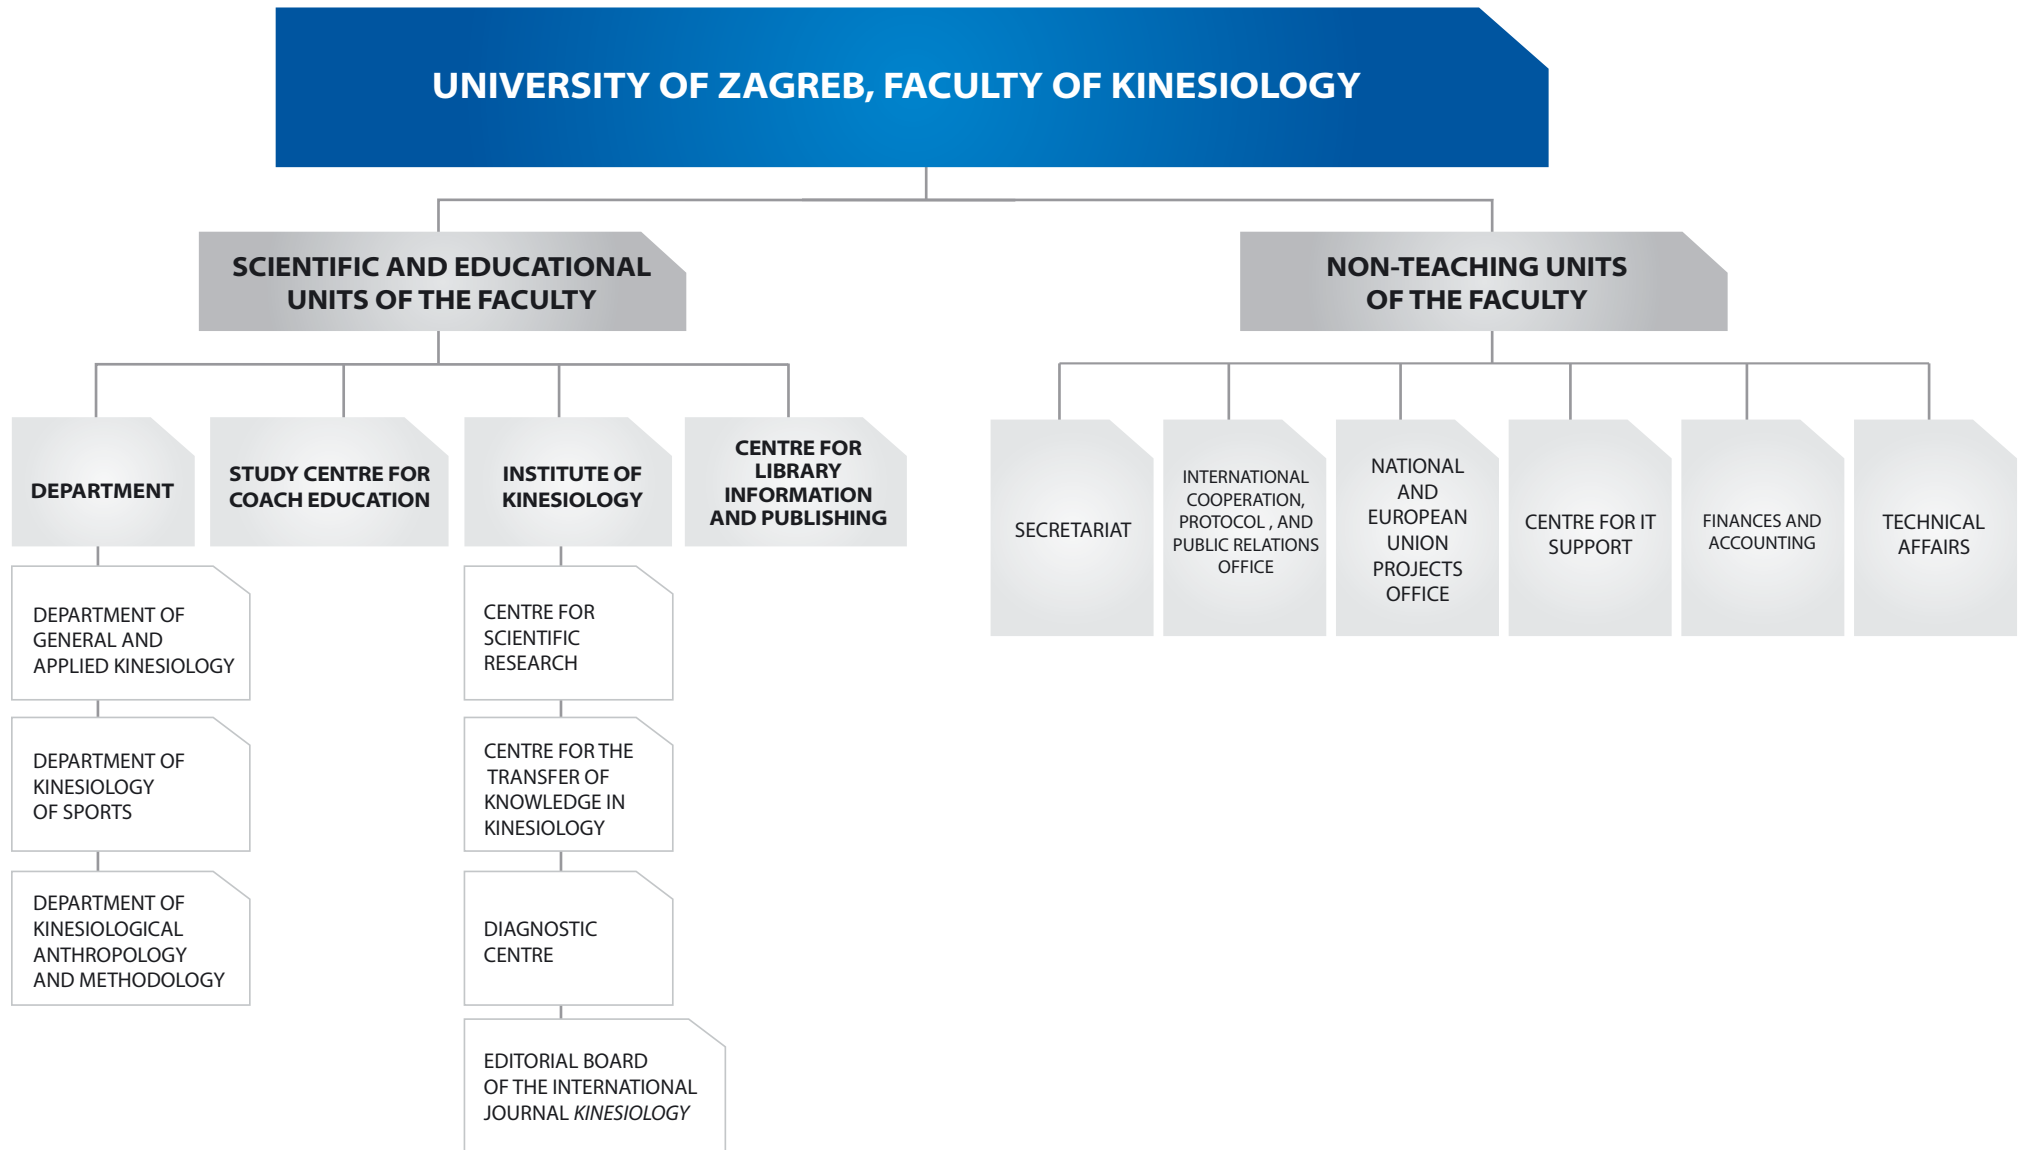 UNIVERSITY OF ZAGREB, FACULTY OF KINESIOLOGY
SCIENTIFIC AND EDUCATIONAL
UNITS OF THE FACULTY
NON-TEACHING UNITS
OF THE FACULTY
DEPARTMENT
STUDY CENTRE FOR
COACH EDUCATION
INSTITUTE OF
KINESIOLOGY
CENTRE FOR
LIBRARY
INFORMATION
AND PUBLISHING
SECRETARIAT
INTERNATIONAL
COOPERATION,
PROTOCOL , AND
PUBLIC RELATIONS
OFFICE
NATIONAL
AND
EUROPEAN
UNION
PROJECTS
OFFICE
CENTRE FOR IT
SUPPORT
FINANCES AND
ACCOUNTING
TECHNICAL
AFFAIRS
DEPARTMENT OF
GENERAL AND
APPLIED KINESIOLOGY
DEPARTMENT OF
KINESIOLOGY
OF SPORTS
DEPARTMENT OF
KINESIOLOGICAL
ANTHROPOLOGY
AND METHODOLOGY
CENTRE FOR
SCIENTIFIC
RESEARCH
CENTRE FOR THE
TRANSFER OF
KNOWLEDGE IN
KINESIOLOGY
DIAGNOSTIC
CENTRE
EDITORIAL BOARD
OF THE INTERNATIONAL
JOURNAL KINESIOLOGY